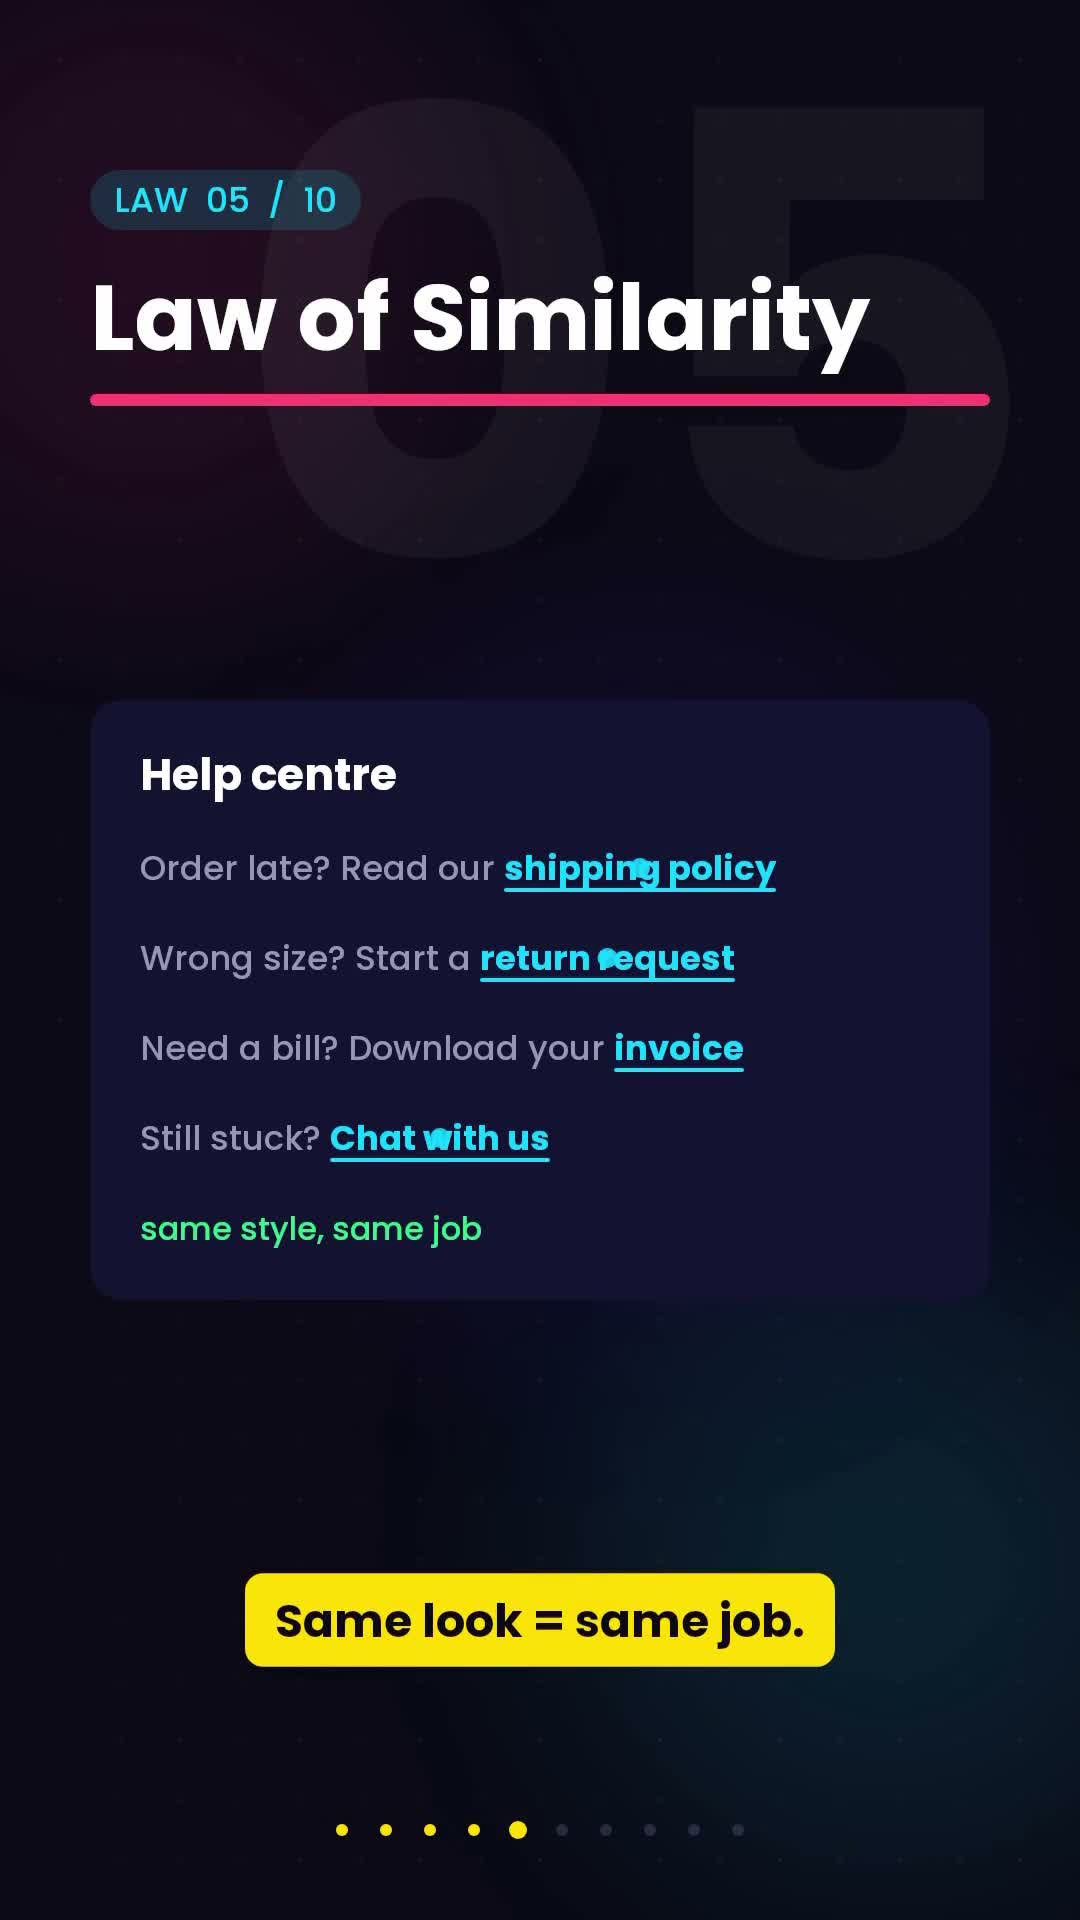 05
LAW 05 / 10
Law of Similarity
Help centre
Order late? Read our shipping policy
Wrong size? Start a return request
Need a bill? Download your invoice
Still stuck? Chat with us
same style, same job
Same look = same job.